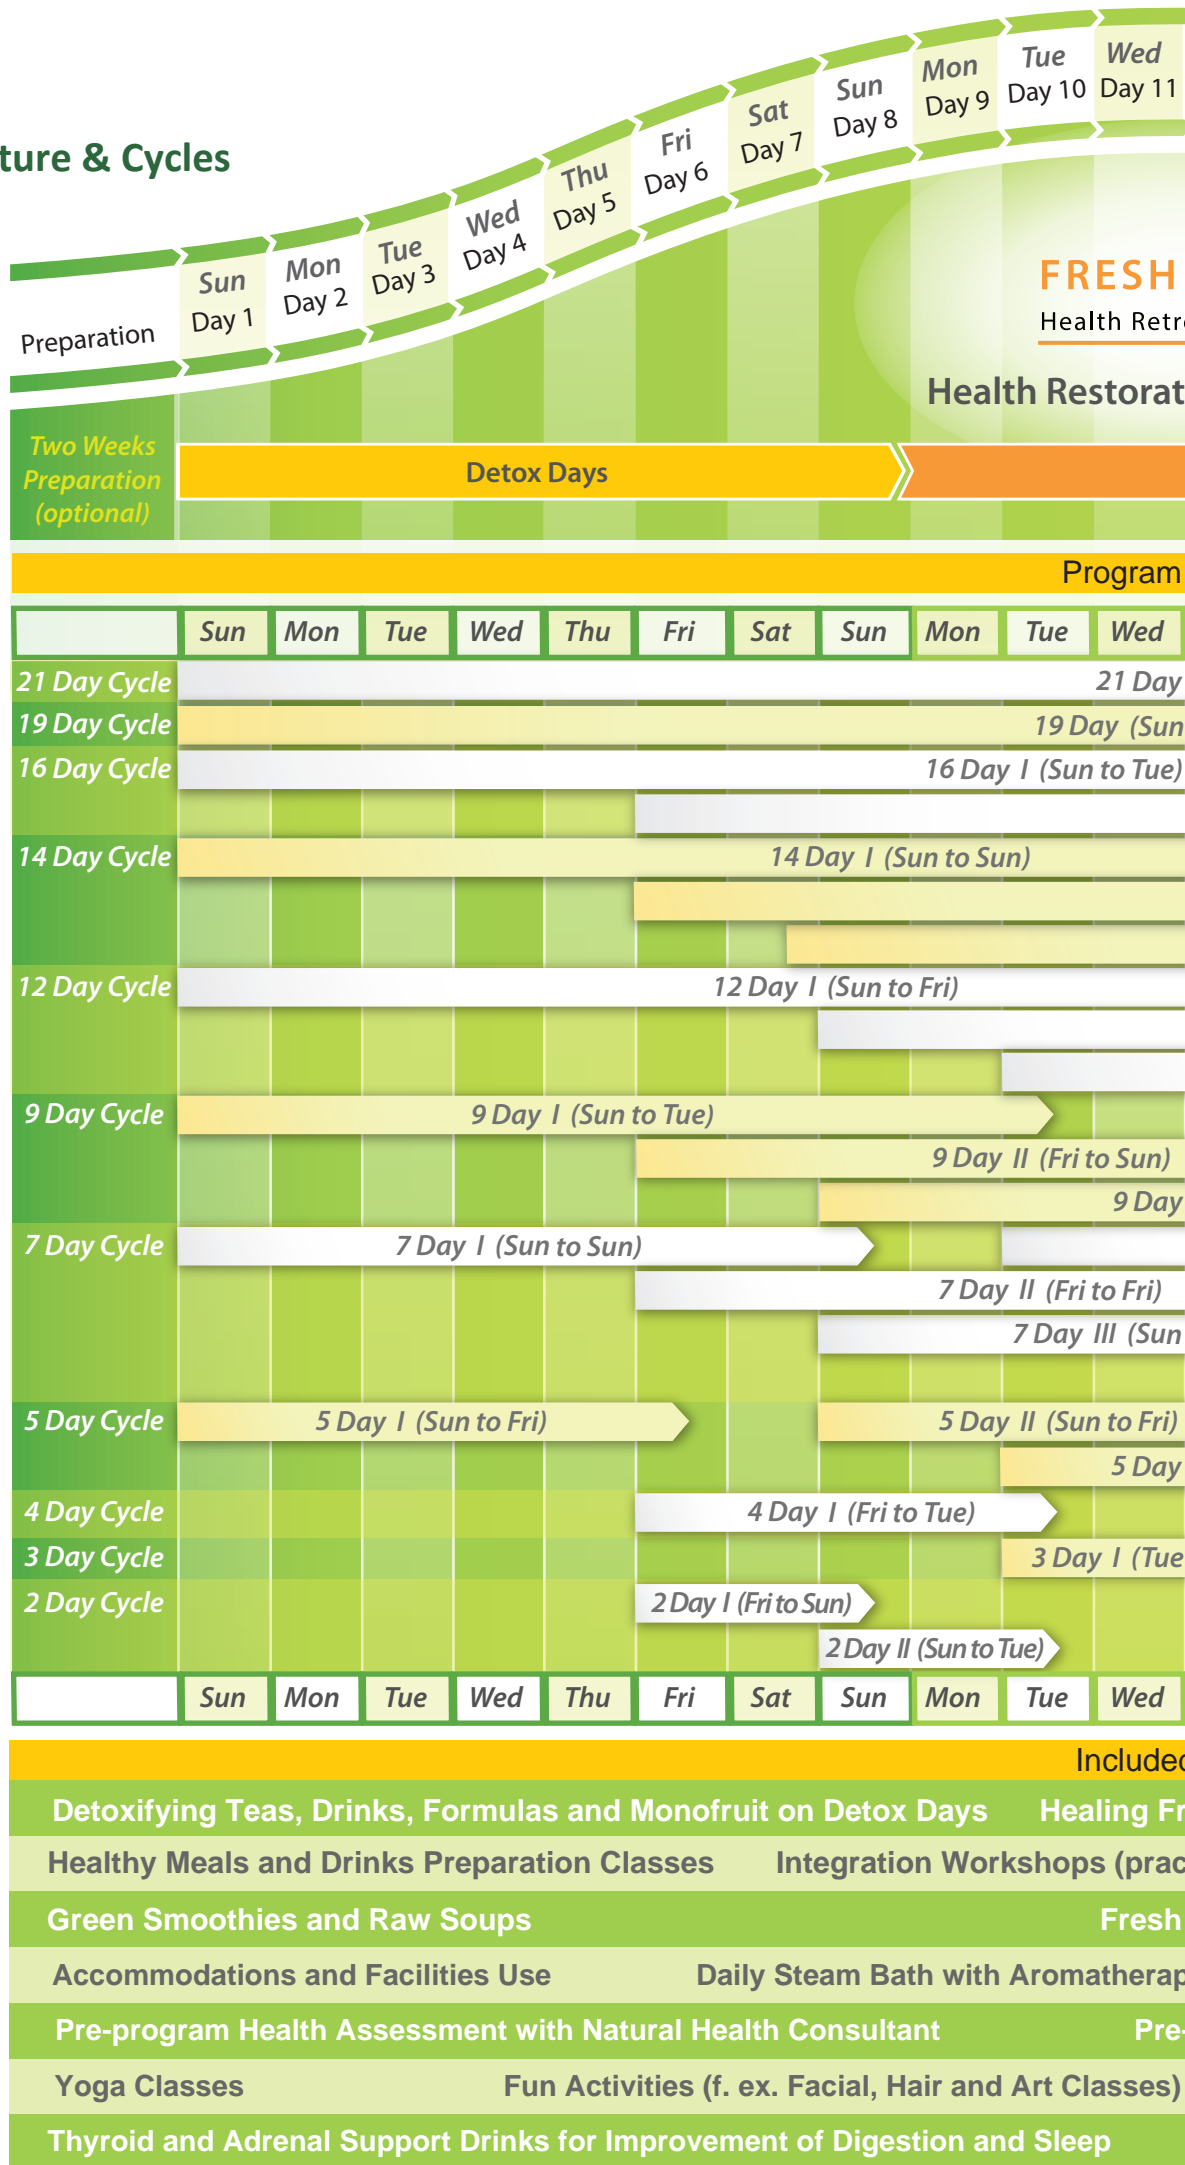 ture & Cycles
Preparation
Sun Day 1
Mon Day 2
Tue Day 3
Wed Day 4
Thu Day 5
Fri Day 6
Sat Day 7
Sun Day 8
Mon Day 9
Tue Day 10
Wed Day 11
FRESH
Health Retr
Health Restorat
Two Weeks
Preparation
(optional)
Detox Days
Program
Sun Mon Tue Wed Thu Fri Sat Sun Mon Tue Wed
21 Day Cycle 21 Day
19 Day Cycle 19 Day (Sun
16 Day Cycle 16 Day I (Sun to Tue)
14 Day Cycle 14 Day I (Sun to Sun)
12 Day Cycle 12 Day I (Sun to Fri)
9 Day Cycle 9 Day I (Sun to Tue)
9 Day II (Fri to Sun)
9 Day
7 Day Cycle 7 Day I (Sun to Sun)
7 Day II (Fri to Fri)
7 Day III (Sun
5 Day Cycle 5 Day I (Sun to Fri) 5 Day II (Sun to Fri)
5 Day
4 Day Cycle 4 Day I (Fri to Tue)
3 Day Cycle 3 Day I (Tue
2 Day Cycle 2 Day I (Fri to Sun)
2 Day II (Sun to Tue)
Sun Mon Tue Wed Thu Fri Sat Sun Mon Tue Wed
Included
Detoxifying Teas, Drinks, Formulas and Monofruit on Detox Days Healing Fr
Healthy Meals and Drinks Preparation Classes Integration Workshops (prac
Green Smoothies and Raw Soups Fresh
Accommodations and Facilities Use Daily Steam Bath with Aromatherap
Pre-program Health Assessment with Natural Health Consultant Pre-
Yoga Classes Fun Activities (f. ex. Facial, Hair and Art Classes)
Thyroid and Adrenal Support Drinks for Improvement of Digestion and Sleep